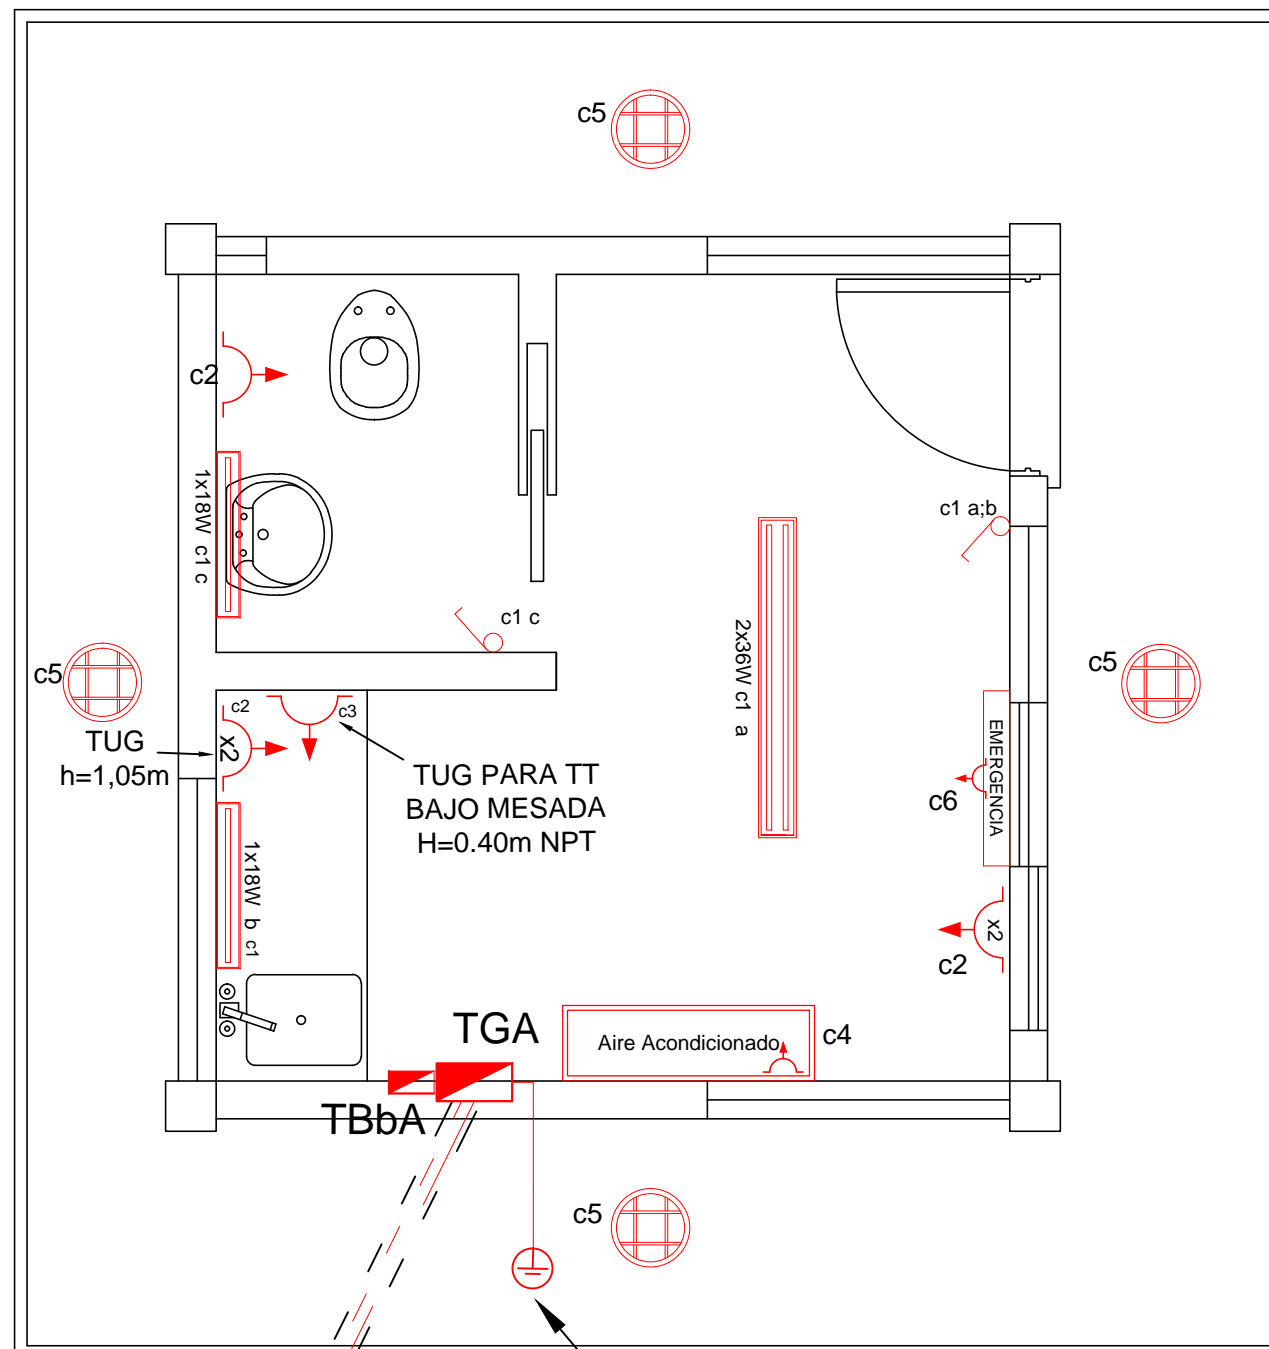 c5
c2
1x18W c1 c
c1 a;b
c1 c
2x36W c1 a
c5
c5
c2
c3
x2
TUG
h=1,05m
TUG PARA TT
BAJO MESADA
H=0.40m NPT
EMERGENCIA
c6
1x18W b c1
x2
c2
TGA
Aire Acondicionado
c4
TBbA
c5